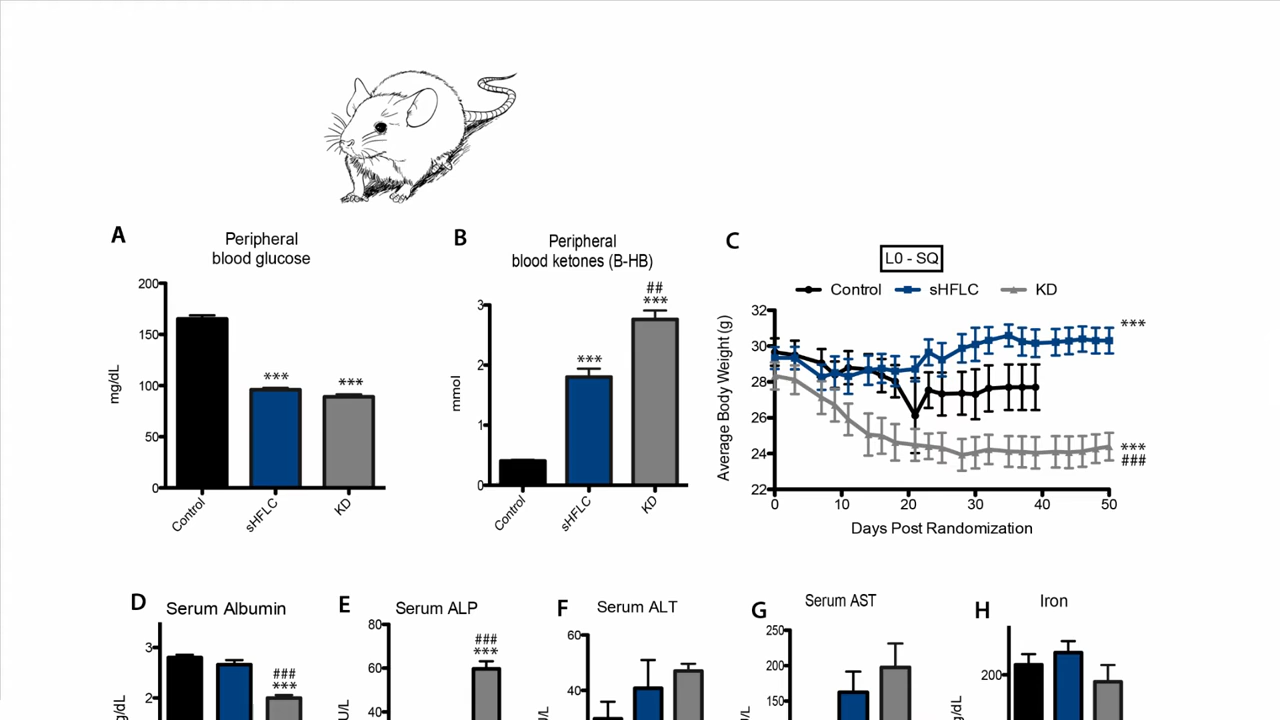 A
Peripheral
blood glucose
200
150
100
50
0
mg/dL
***
***
Control
sHFLC
KD
B
Peripheral
blood ketones (B-HB)
3
2
1
0
mmol
***
##
***
Control
sHFLC
KD
C
L0 - SQ
Control sHFLC KD
32
30
28
26
24
22
Average Body Weight (g)
***
***
###
0 10 20 30 40 50
Days Post Randomization
D
Serum Albumin
3
2
g/dL
###
***
E
Serum ALP
80
60
40
U/L
###
***
F
Serum ALT
60
40
U/L
G
Serum AST
250
200
150
U/L
H
Iron
200
g/dL